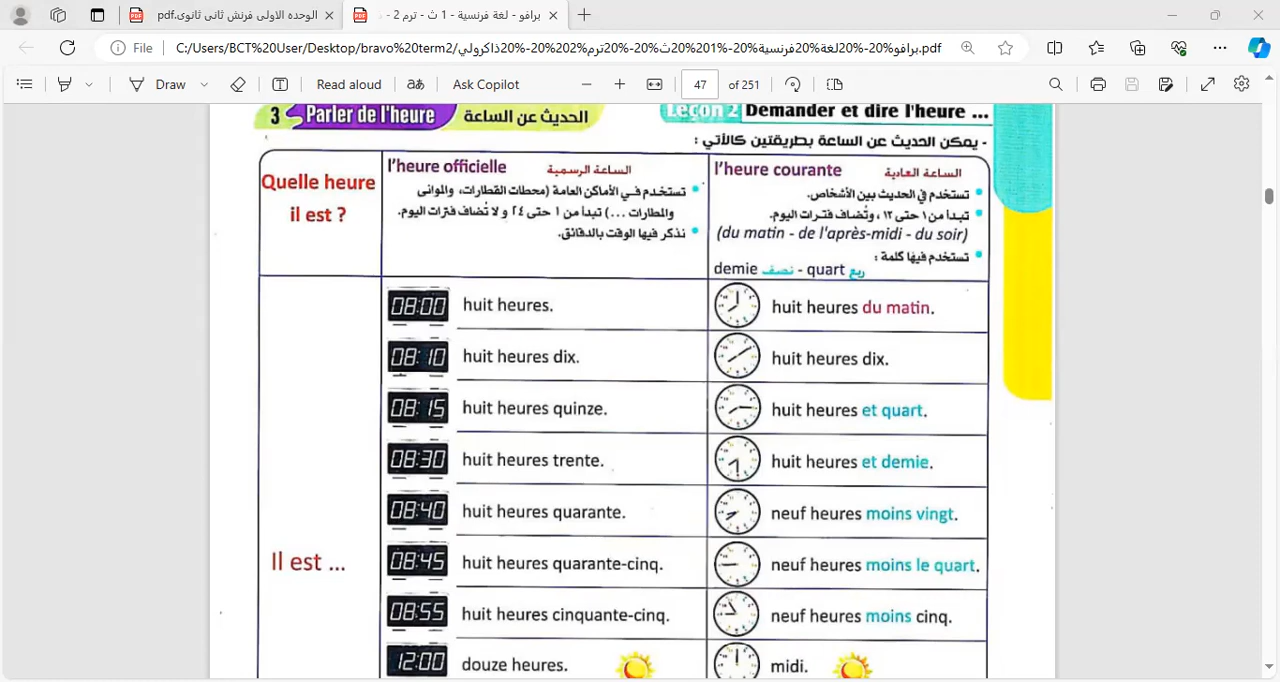 الوحده الاولى فرنش ثانى ثانوى.pdf
برافو - لغة فرنسية - 1 ث - ترم 2 -
File
C:/Users/BCT%20User/Desktop/bravo%20term2/برافو%20-%20لغة%20فرنسية%20-%201%20ث%20-%20ترم%202%20-%20ذاكرولي.pdf
Draw
Read aloud
aあ
Ask Copilot
47
of 251
3 Parler de l'heure الحديث عن الساعة
Leçon 2 Demander et dire l'heure ...
- يمكن الحديث عن الساعة بطريقتين كالأتي :
Quelle heure
il est ?
l'heure officielle الساعة الرسمية
تستخدم في الأماكن العامة (محطات القطارات، والموانى
والمطارات ...) تبدأ من ١ حتى ٢٤ و لا تُضاف فترات اليوم.
نذكر فيها الوقت بالدقائق.
l'heure courante الساعة العادية
تستخدم في الحديث بين الأشخاص.
تبدأ من ١ حتى ١٢ ، وتُضاف فترات اليوم.
(du matin - de l'après-midi - du soir)
تستخدم فيها كلمة :
demie نصف - quart ربع
Il est ...
08:00 huit heures. huit heures du matin.
08:10 huit heures dix. huit heures dix.
08:15 huit heures quinze. huit heures et quart.
08:30 huit heures trente. huit heures et demie.
08:40 huit heures quarante. neuf heures moins vingt.
08:45 huit heures quarante-cinq. neuf heures moins le quart.
08:55 huit heures cinquante-cinq. neuf heures moins cinq.
12:00 douze heures. midi.